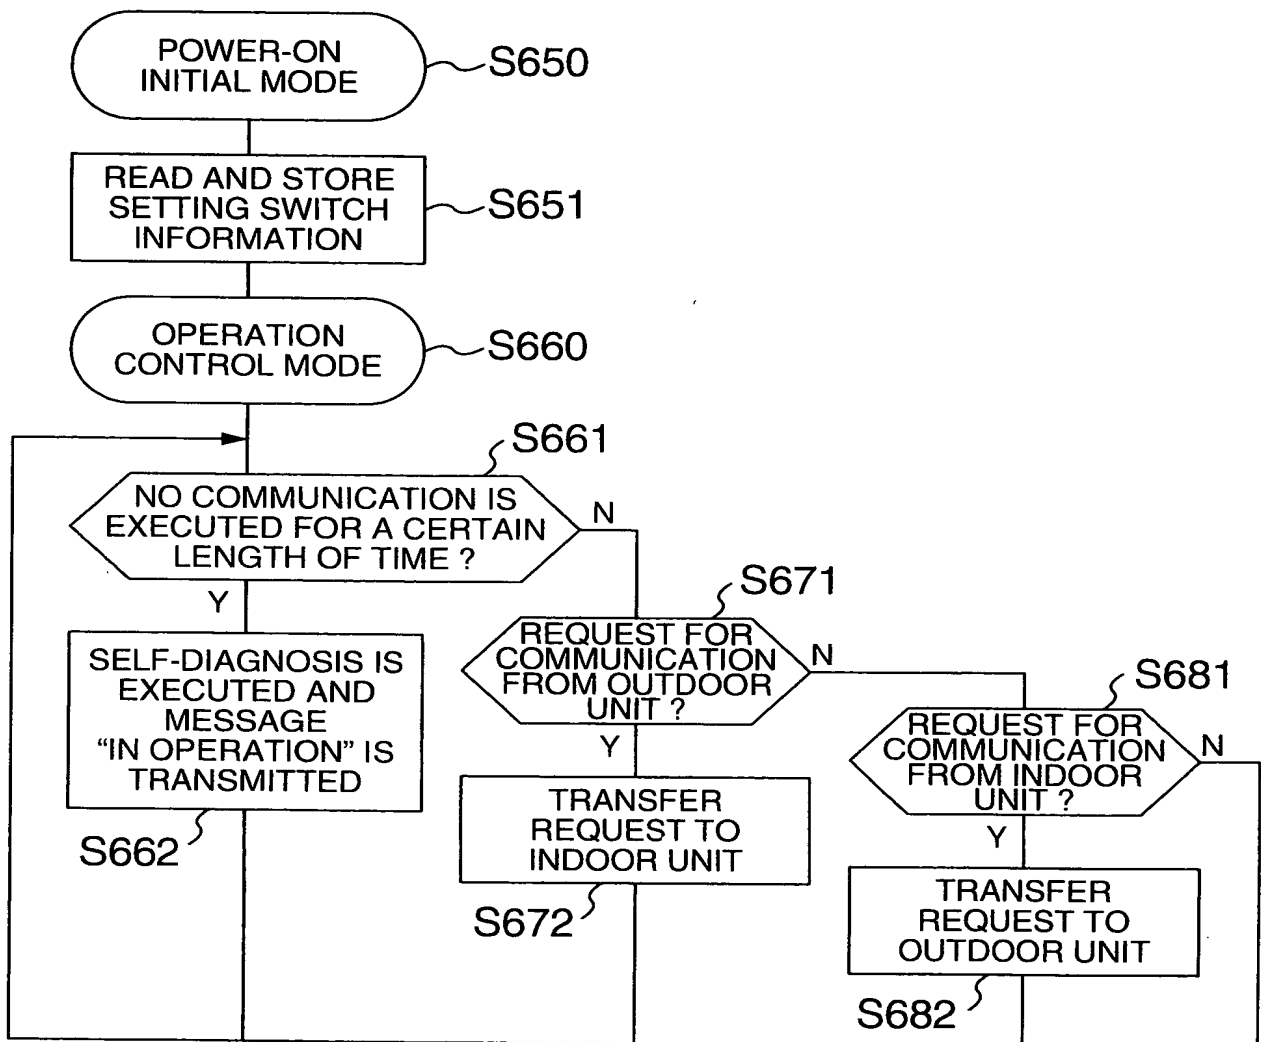 POWER-ON
INITIAL MODE
S650
READ AND STORE
SETTING SWITCH
INFORMATION
S651
OPERATION
CONTROL MODE
S660
S661
NO COMMUNICATION IS
EXECUTED FOR A CERTAIN
LENGTH OF TIME ?
N
Y
SELF-DIAGNOSIS IS
EXECUTED AND
MESSAGE
“IN OPERATION” IS
TRANSMITTED
S662
S671
REQUEST FOR
COMMUNICATION
FROM OUTDOOR
UNIT ?
N
Y
TRANSFER
REQUEST TO
INDOOR UNIT
S672
S681
REQUEST FOR
COMMUNICATION
FROM INDOOR
UNIT ?
N
Y
TRANSFER
REQUEST TO
OUTDOOR UNIT
S682